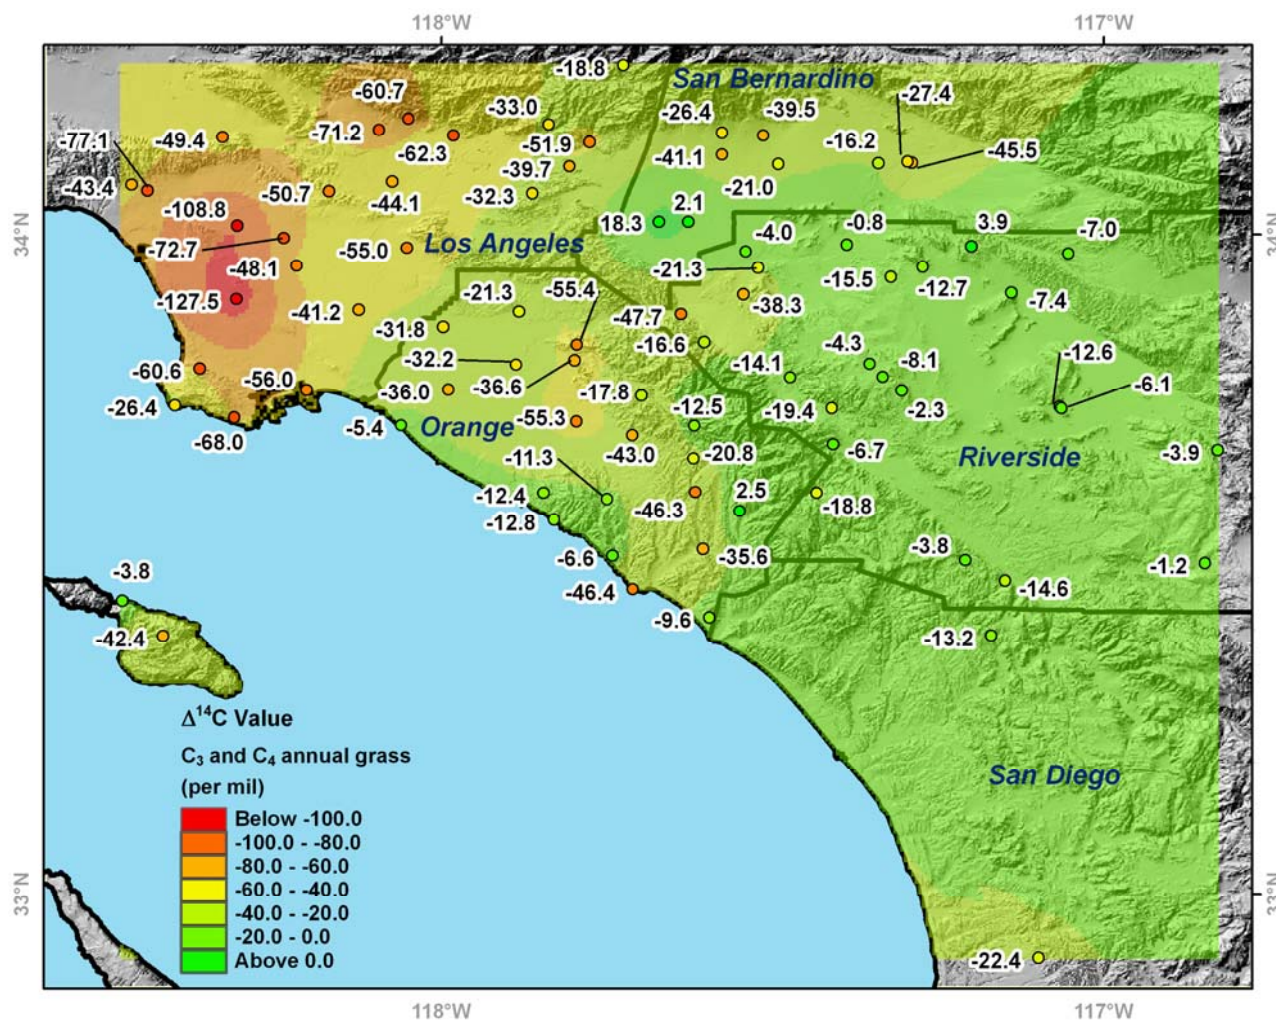 118°W 117°W
-18.8 San Bernardino
-60.7 -33.0 -26.4 -39.5 -27.4
-77.1 -49.4 -71.2 -62.3 -51.9 -41.1 -16.2 -45.5
-43.4 -50.7 -44.1 -32.3 -39.7 -21.0
-108.8 18.3 2.1 -4.0 -0.8 3.9 -7.0
34°N -72.7 -55.0 Los Angeles 34°N
-48.1 -21.3 -15.5 -12.7
-127.5 -41.2 -21.3 -55.4 -38.3 -7.4
-31.8 -47.7
-32.2 -16.6 -4.3 -8.1 -12.6
-60.6 -56.0 -36.0 -36.6 -17.8 -14.1 -2.3 -6.1
-26.4 -68.0 -5.4 Orange -55.3 -12.5 -19.4
-43.0 -20.8 -6.7 Riverside -3.9
-11.3
-12.4 -46.3 2.5 -18.8
-12.8
-6.6 -35.6 -3.8 -1.2
-3.8 -46.4 -14.6
-42.4 -9.6 -13.2
Δ14C Value
C3 and C4 annual grass
(per mil)
San Diego
Below -100.0
-100.0 - -80.0
-80.0 - -60.0
-60.0 - -40.0
-40.0 - -20.0
-20.0 - 0.0
Above 0.0
33°N 33°N
-22.4
118°W 117°W